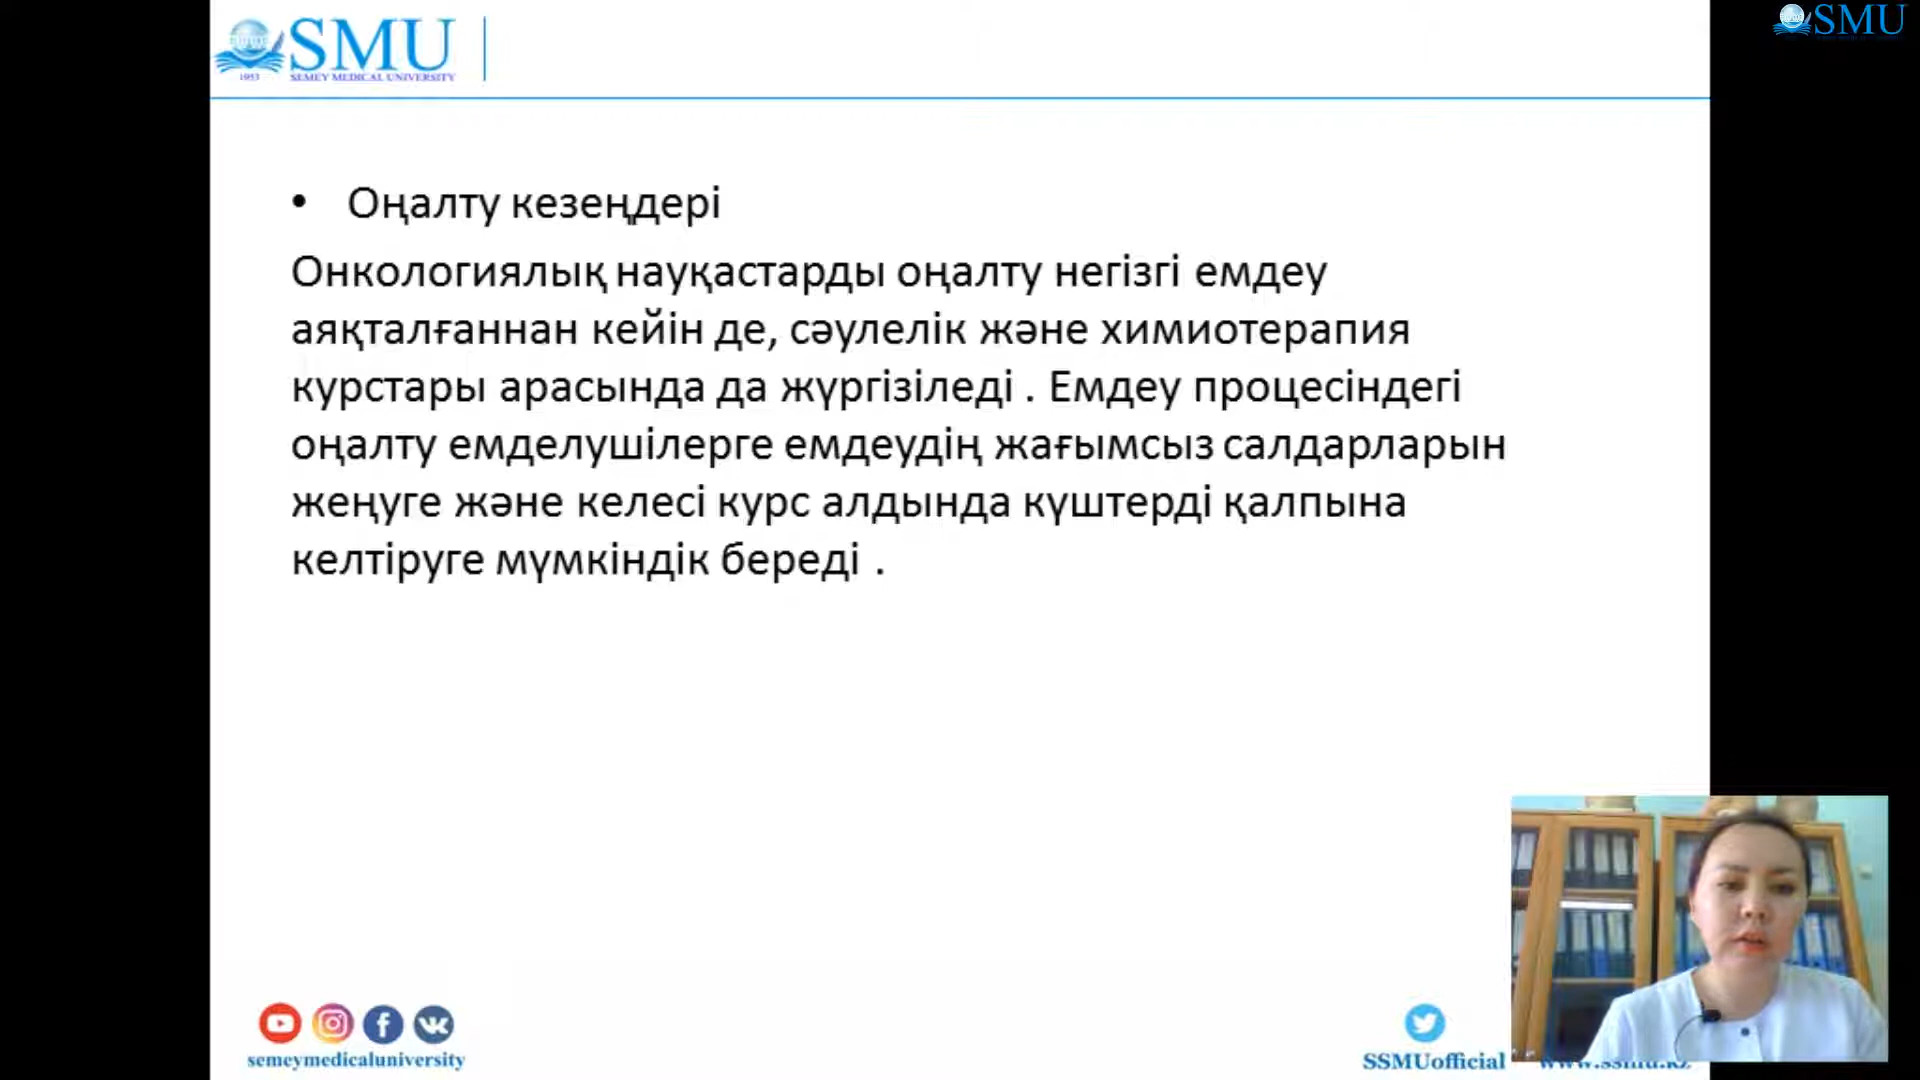 SMU
SMU
1953 SEMEY MEDICAL UNIVERSITY
• Оңалту кезеңдері
Онкологиялық науқастарды оңалту негізгі емдеу
аяқталғаннан кейін де, сәулелік және химиотерапия
курстары арасында да жүргізіледі . Емдеу процесіндегі
оңалту емделушілерге емдеудің жағымсыз салдарларын
жеңуге және келесі курс алдында күштерді қалпына
келтіруге мүмкіндік береді .
semeymedicaluniversity
SSMUofficial